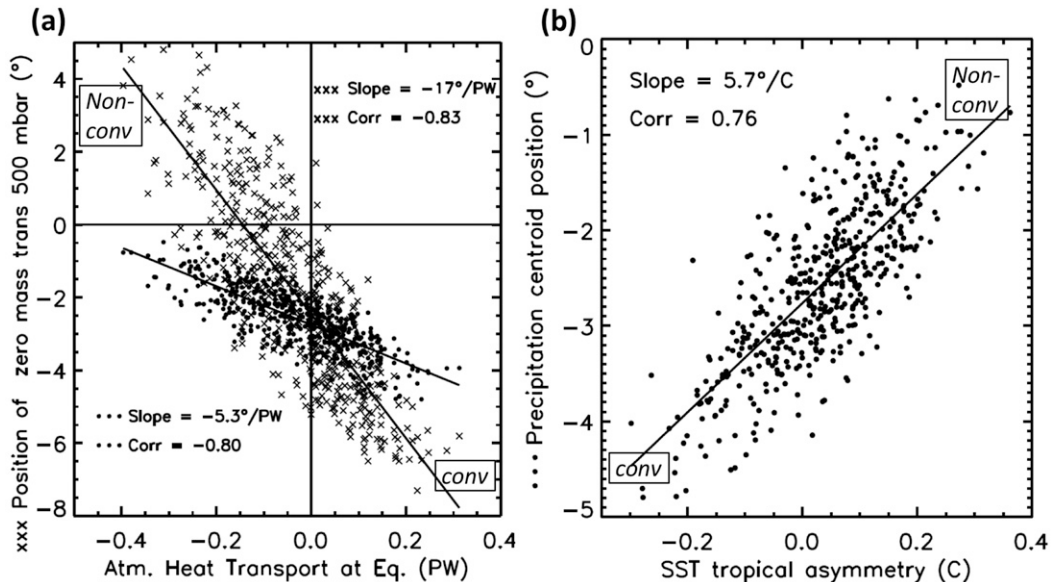 (a)
xxx Position of zero mass trans 500 mbar (°)
4
2
0
−2
−4
−6
−8
Non-
conv
xxx Slope = −17°/PW
xxx Corr = −0.83
Slope = −5.3°/PW
Corr = −0.80
conv
−0.4 −0.2 0.0 0.2 0.4
Atm. Heat Transport at Eq. (PW)
(b)
Precipitation centroid position (°)
0
−1
−2
−3
−4
−5
Slope = 5.7°/C
Corr = 0.76
Non-
conv
conv
−0.4 −0.2 0.0 0.2 0.4
SST tropical asymmetry (C)